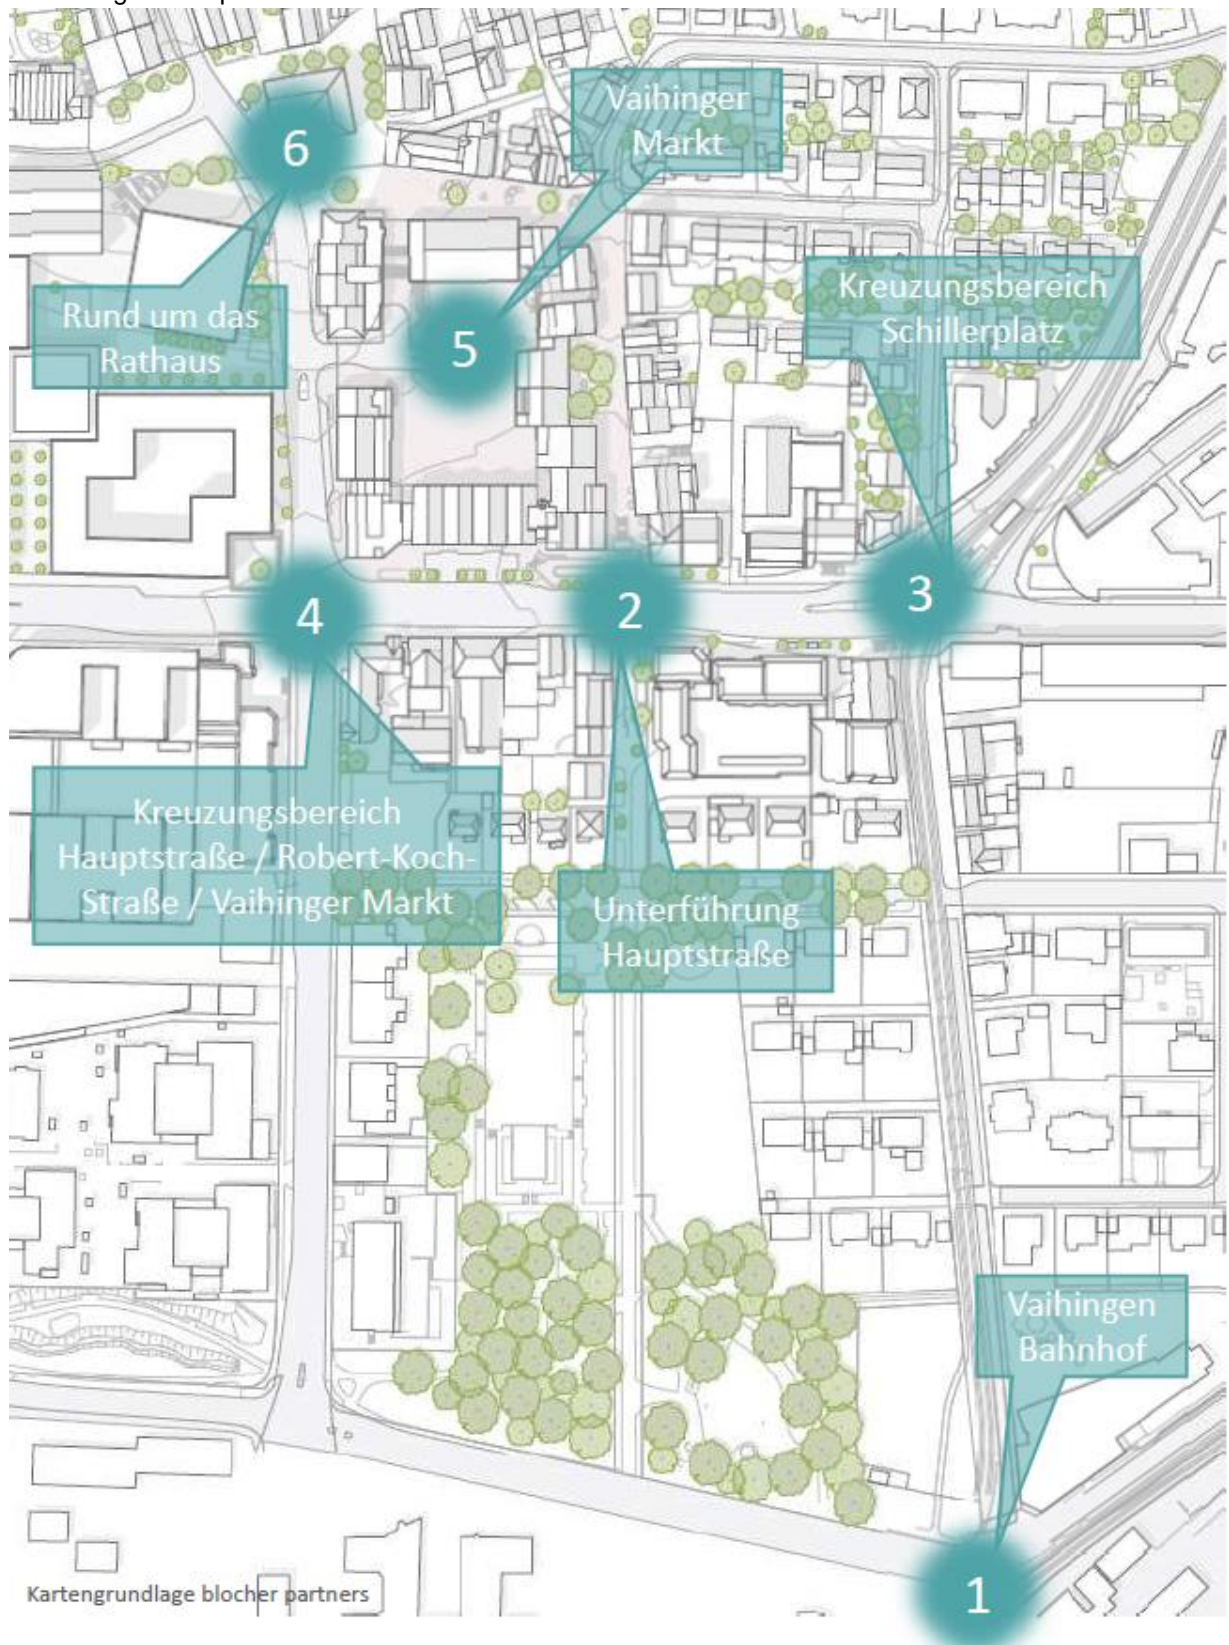 6
Vaihinger
Markt
Rund um das
Rathaus
5
Kreuzungsbereich
Schillerplatz
4
2
3
Kreuzungsbereich
Hauptstraße / Robert-Koch-
Straße / Vaihinger Markt
Unterführung
Hauptstraße
Vaihingen
Bahnhof
Kartengrundlage blocher partners
1